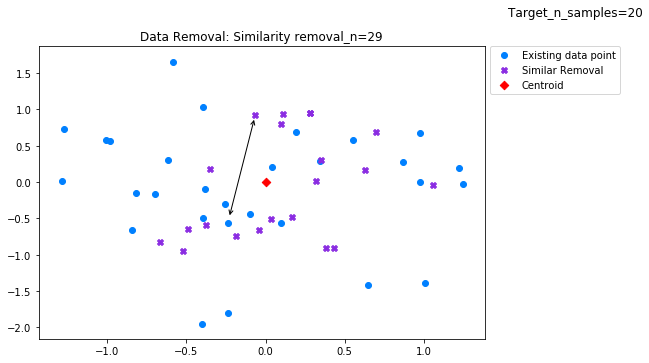 Target_n_samples=20
Data Removal: Similarity removal_n=29
Existing data point
Similar Removal
Centroid
1.5
1.0
0.5
0.0
−0.5
−1.0
−1.5
−2.0
−1.0 −0.5 0.0 0.5 1.0